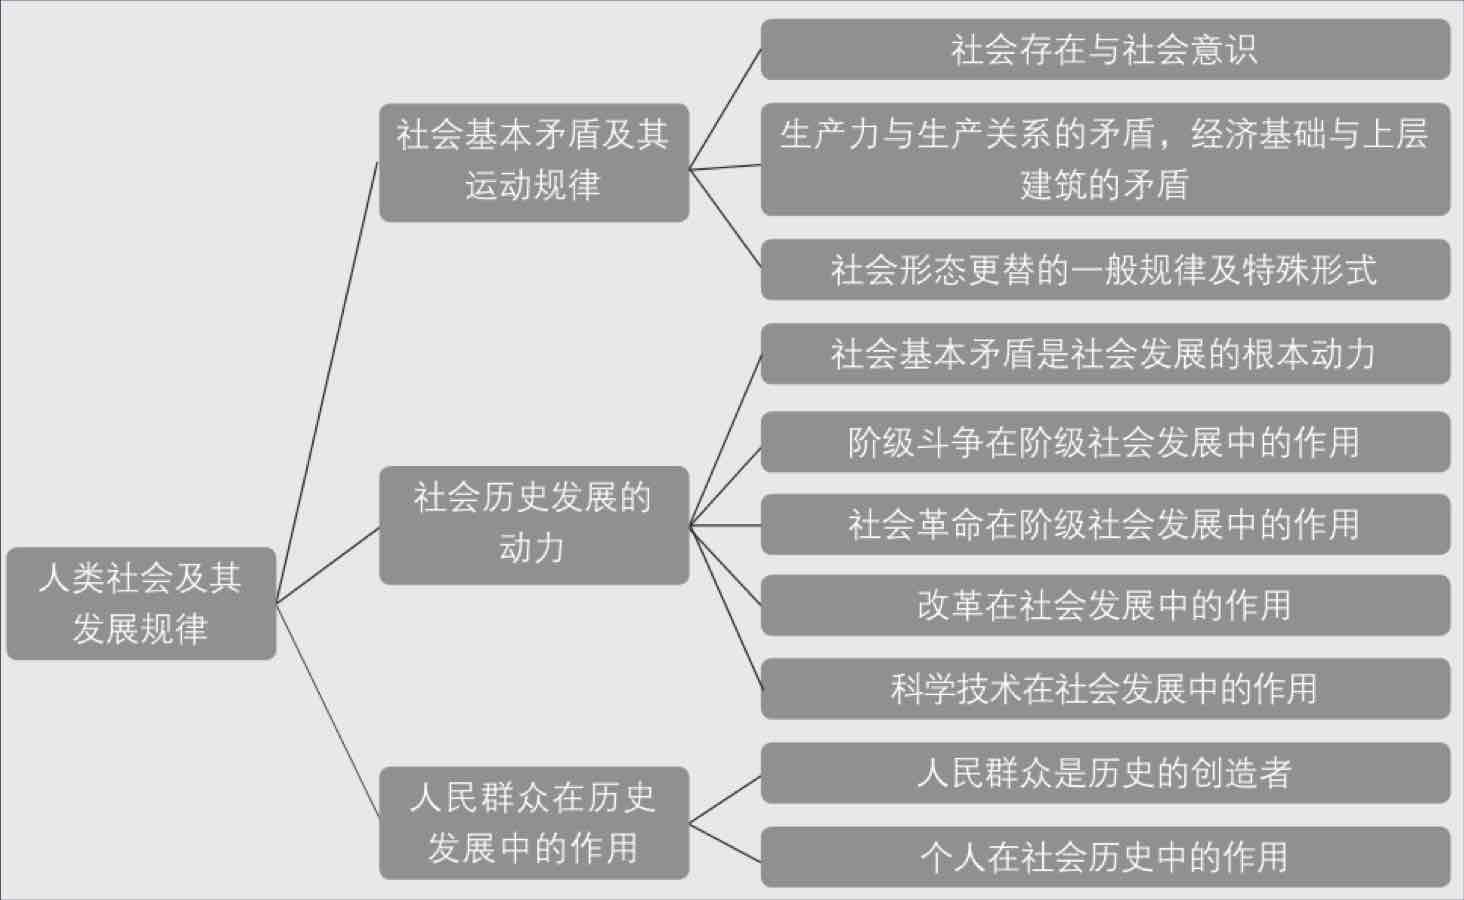 人类社会及其
发展规律
社会基本矛盾及其
运动规律
社会存在与社会意识
生产力与生产关系的矛盾，经济基础与上层
建筑的矛盾
社会形态更替的一般规律及特殊形式
社会历史发展的
动力
社会基本矛盾是社会发展的根本动力
阶级斗争在阶级社会发展中的作用
社会革命在阶级社会发展中的作用
改革在社会发展中的作用
科学技术在社会发展中的作用
人民群众在历史
发展中的作用
人民群众是历史的创造者
个人在社会历史中的作用